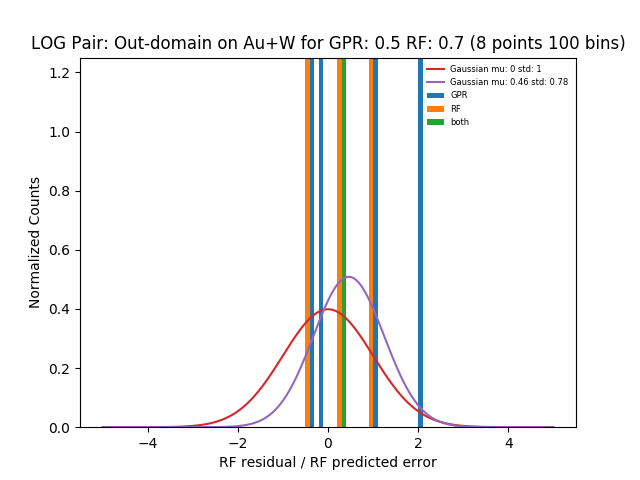 LOG Pair: Out-domain on Au+W for GPR: 0.5 RF: 0.7 (8 points 100 bins)
Gaussian mu: 0 std: 1
Gaussian mu: 0.46 std: 0.78
GPR
RF
both
Normalized Counts
1.2
1.0
0.8
0.6
0.4
0.2
0.0
−4
−2
0
2
4
RF residual / RF predicted error